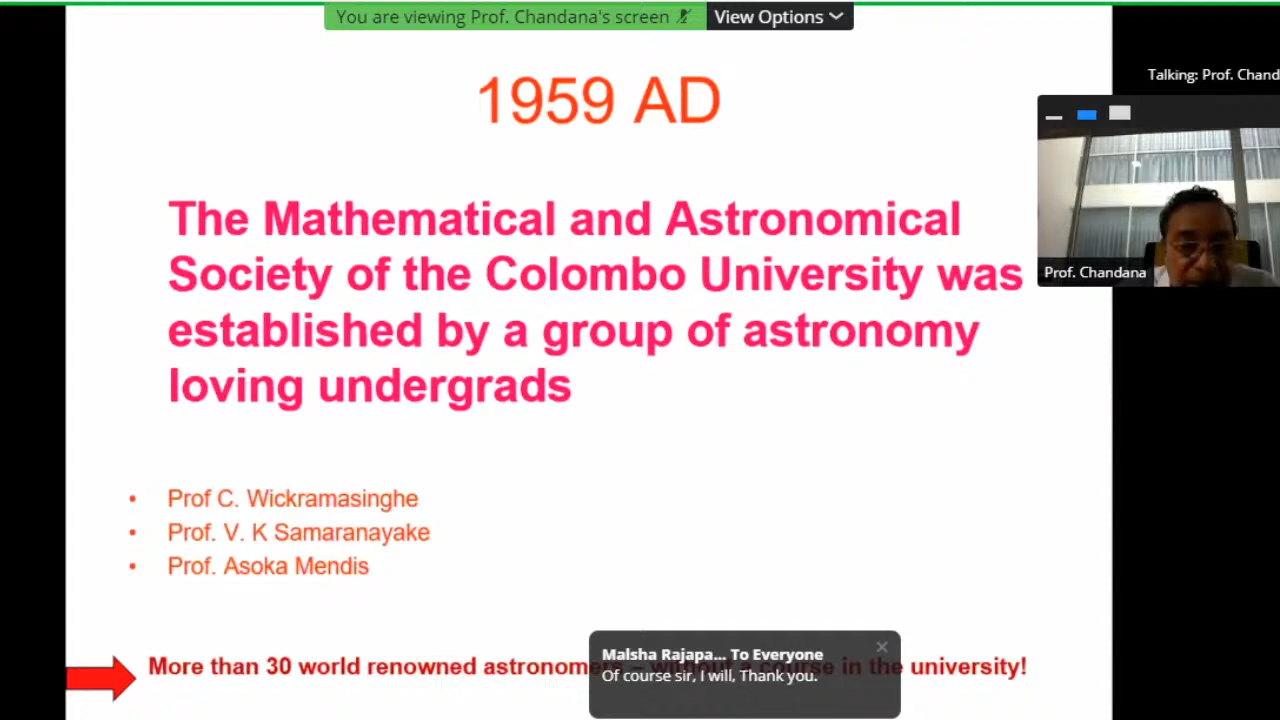 You are viewing Prof. Chandana's screen
View Options
1959 AD
Talking: Prof. Chand
The Mathematical and Astronomical
Society of the Colombo University was
established by a group of astronomy
loving undergrads
Prof. Chandana
• Prof C. Wickramasinghe
• Prof. V. K Samaranayake
• Prof. Asoka Mendis
More than 30 world renowned astronomers – without a course in the university!
Malsha Rajapa... To Everyone
Of course sir, I will, Thank you.